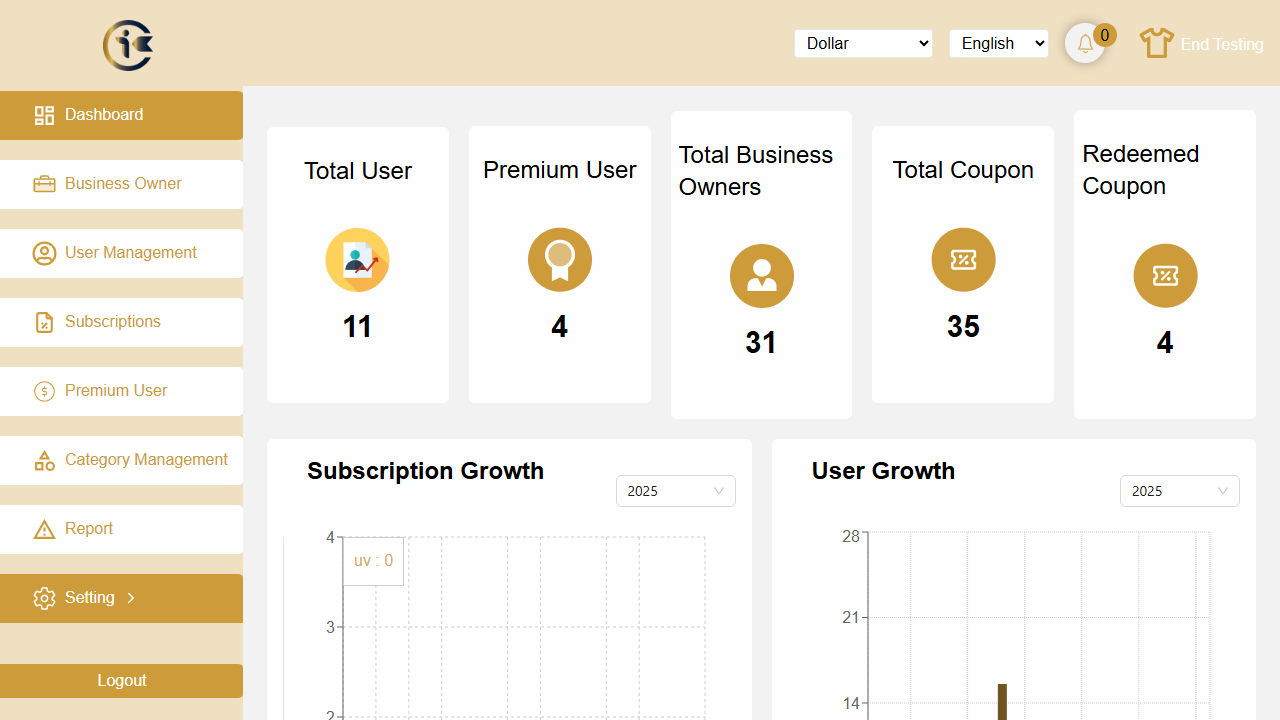 Dollar
English
0
End Testing
Dashboard
Business Owner
User Management
Subscriptions
Premium User
Category Management
Report
Setting
Logout
Total User
11
Premium User
4
Total Business
Owners
31
Total Coupon
35
Redeemed
Coupon
4
Subscription Growth
2025
4
uv : 0
3
2
User Growth
2025
28
21
14